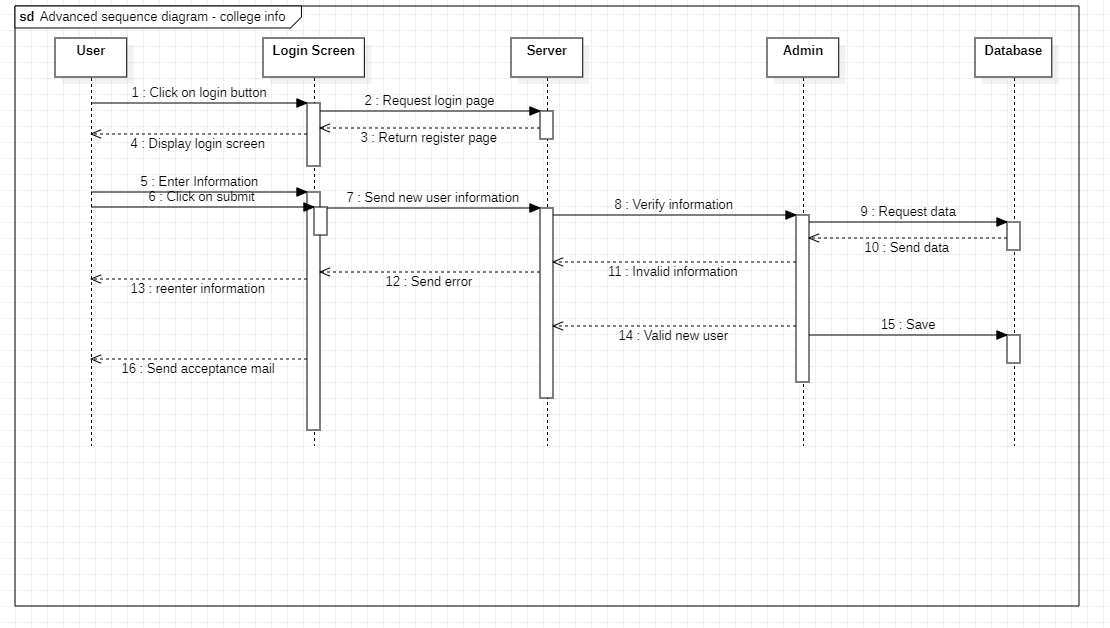 sd Advanced sequence diagram - college info
User
Login Screen
Server
Admin
Database
1 : Click on login button
2 : Request login page
3 : Return register page
4 : Display login screen
5 : Enter Information
6 : Click on submit
7 : Send new user information
8 : Verify information
9 : Request data
10 : Send data
11 : Invalid information
12 : Send error
13 : reenter information
14 : Valid new user
15 : Save
16 : Send acceptance mail